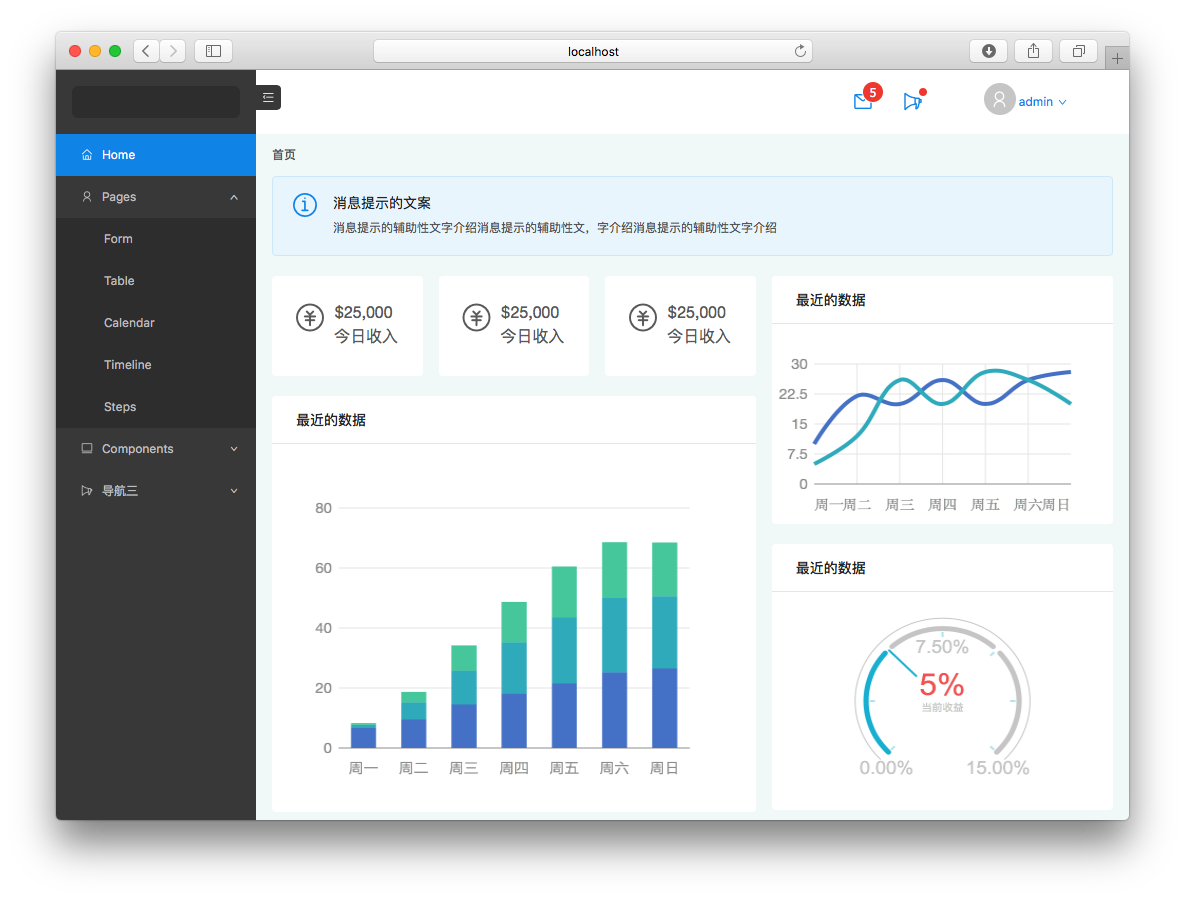 localhost
5
admin
Home
Pages
Form
Table
Calendar
Timeline
Steps
Components
导航三
首页
消息提示的文案
消息提示的辅助性文字介绍消息提示的辅助性文，字介绍消息提示的辅助性文字介绍
$25,000
今日收入
$25,000
今日收入
$25,000
今日收入
最近的数据
80
60
40
20
0
周一 周二 周三 周四 周五 周六 周日
最近的数据
30
22.5
15
7.5
0
周一周二 周三 周四 周五 周六周日
最近的数据
7.50%
5%
当前收益
0.00% 15.00%